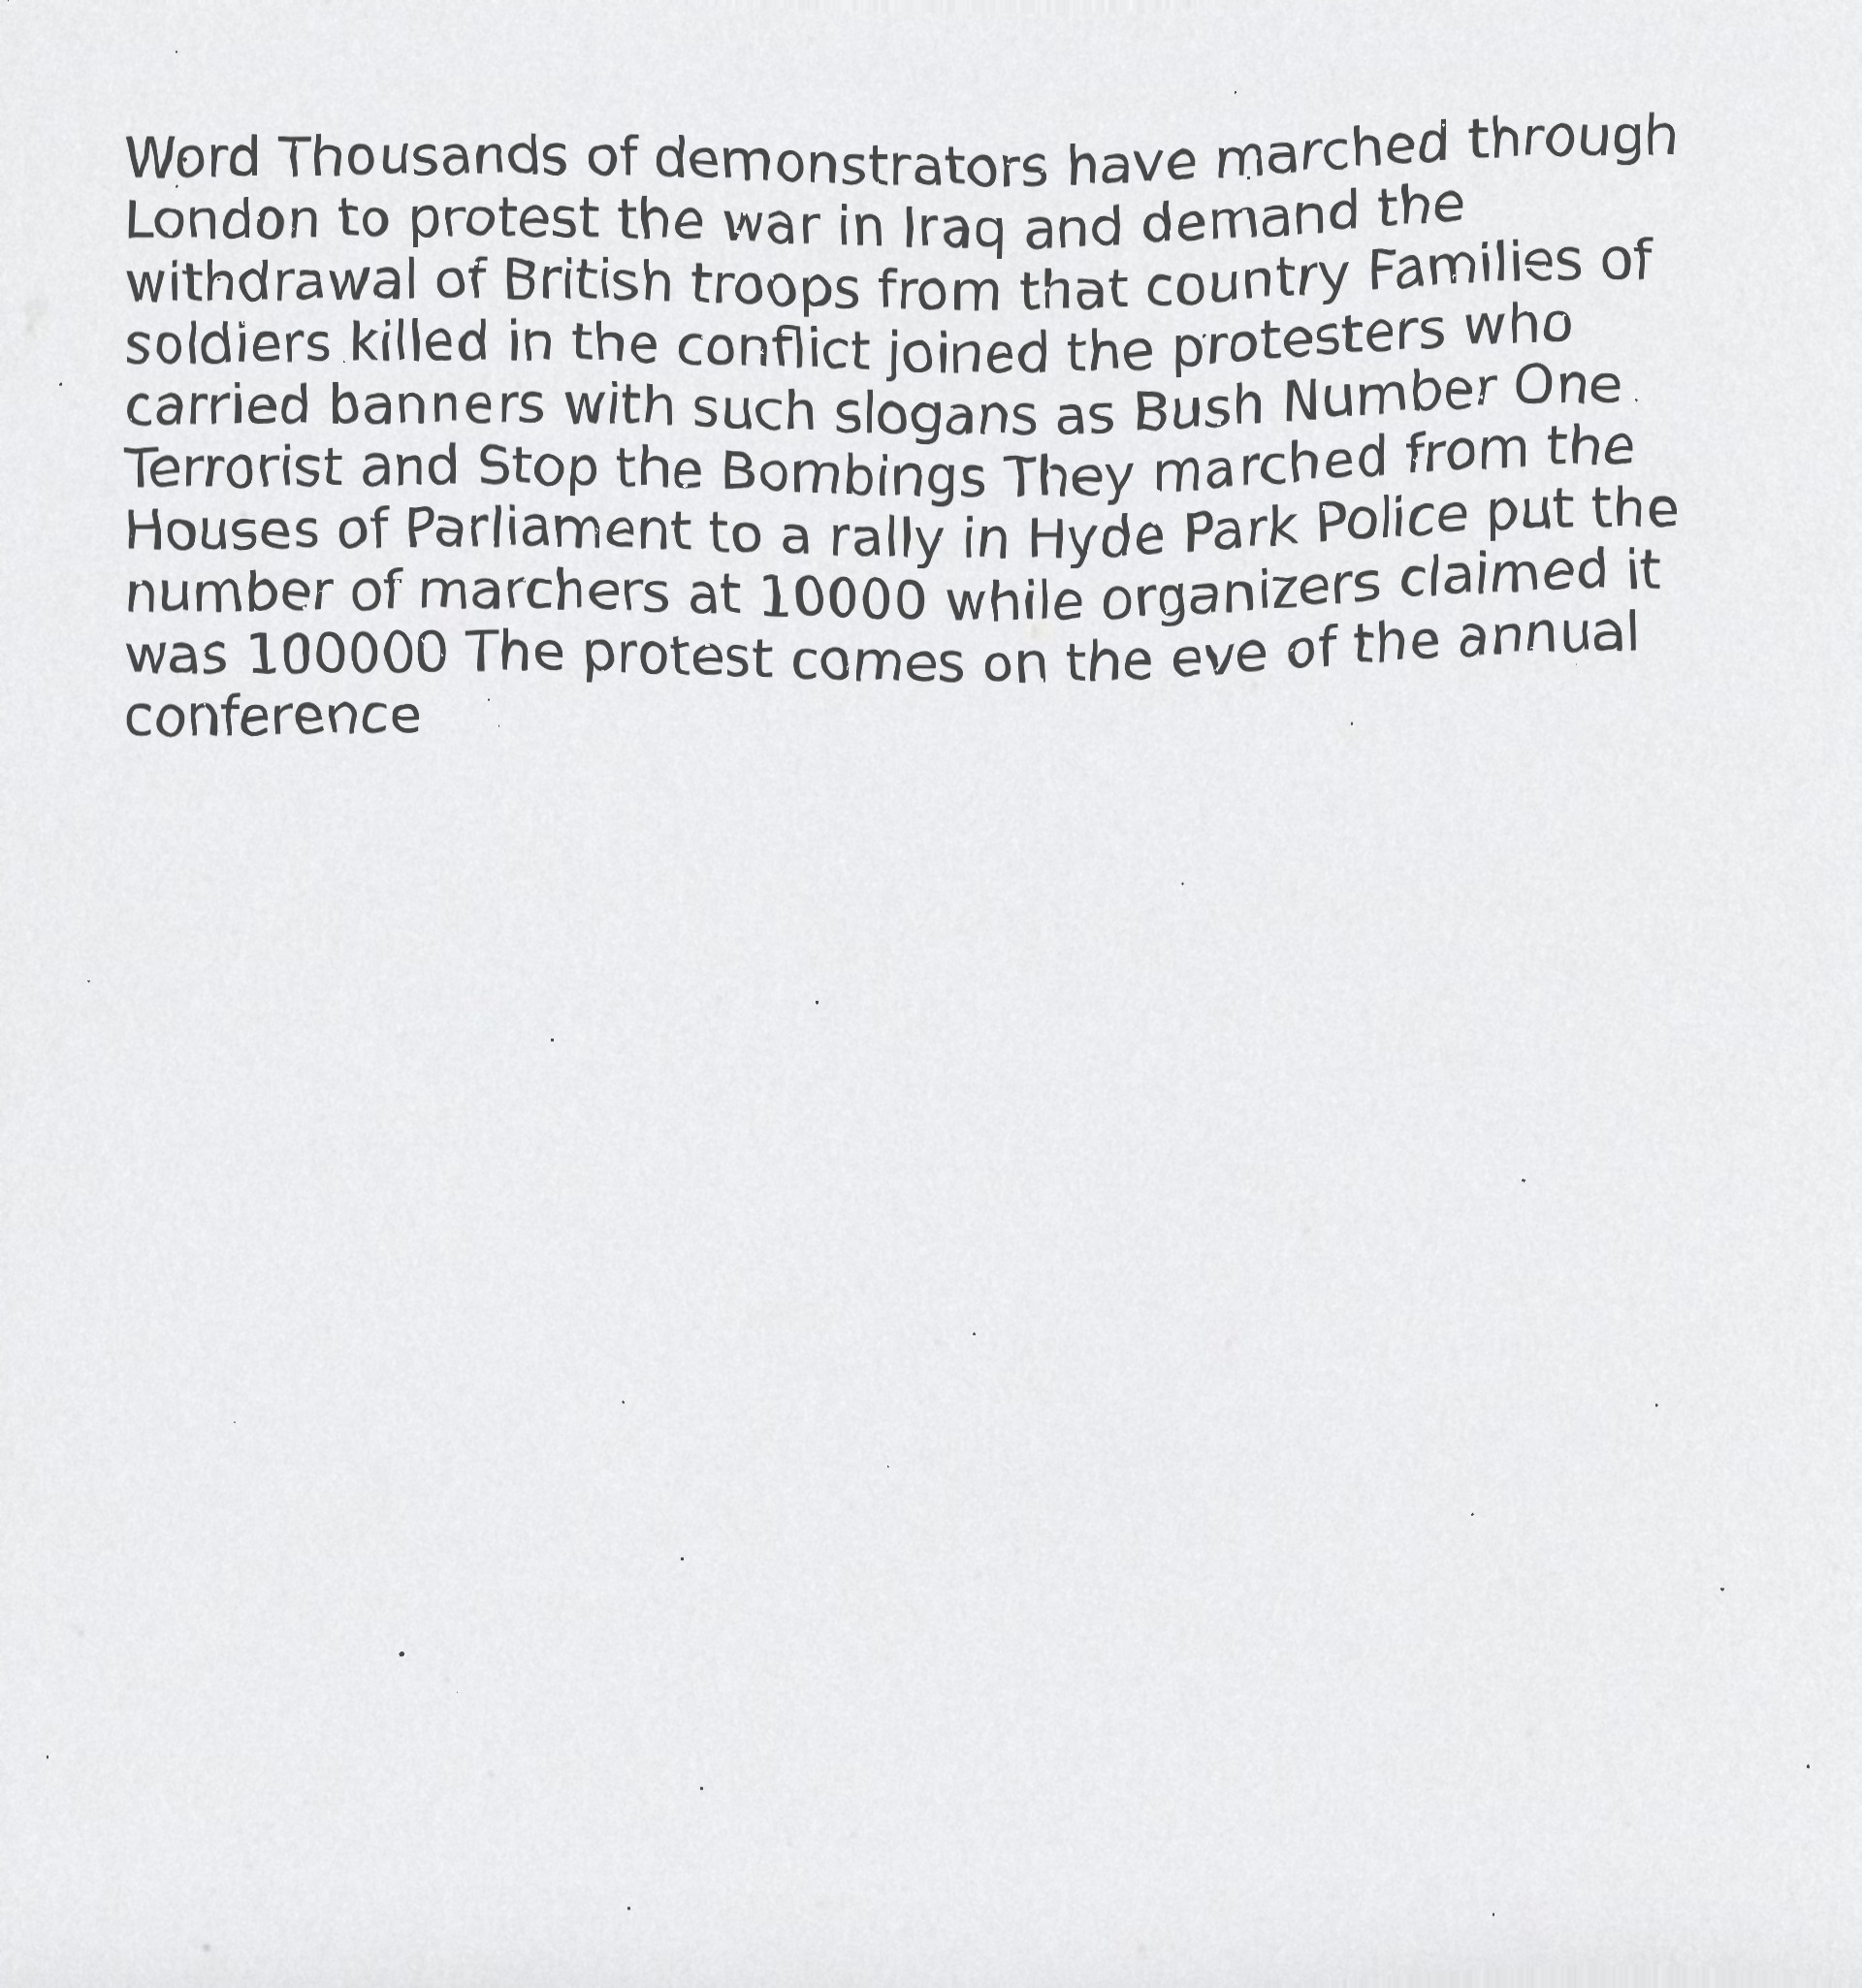 Word Thousands of demonstrators have marched through
London to protest the war in Iraq and demand the
withdrawal of British troops from that country Families of
soldiers killed in the conflict joined the protesters who
carried banners with such slogans as Bush Number One
Terrorist and Stop the Bombings They marched from the
Houses of Parliament to a rally in Hyde Park Police put the
number of marchers at 10000 while organizers claimed it
was 100000 The protest comes on the eve of the annual
conference